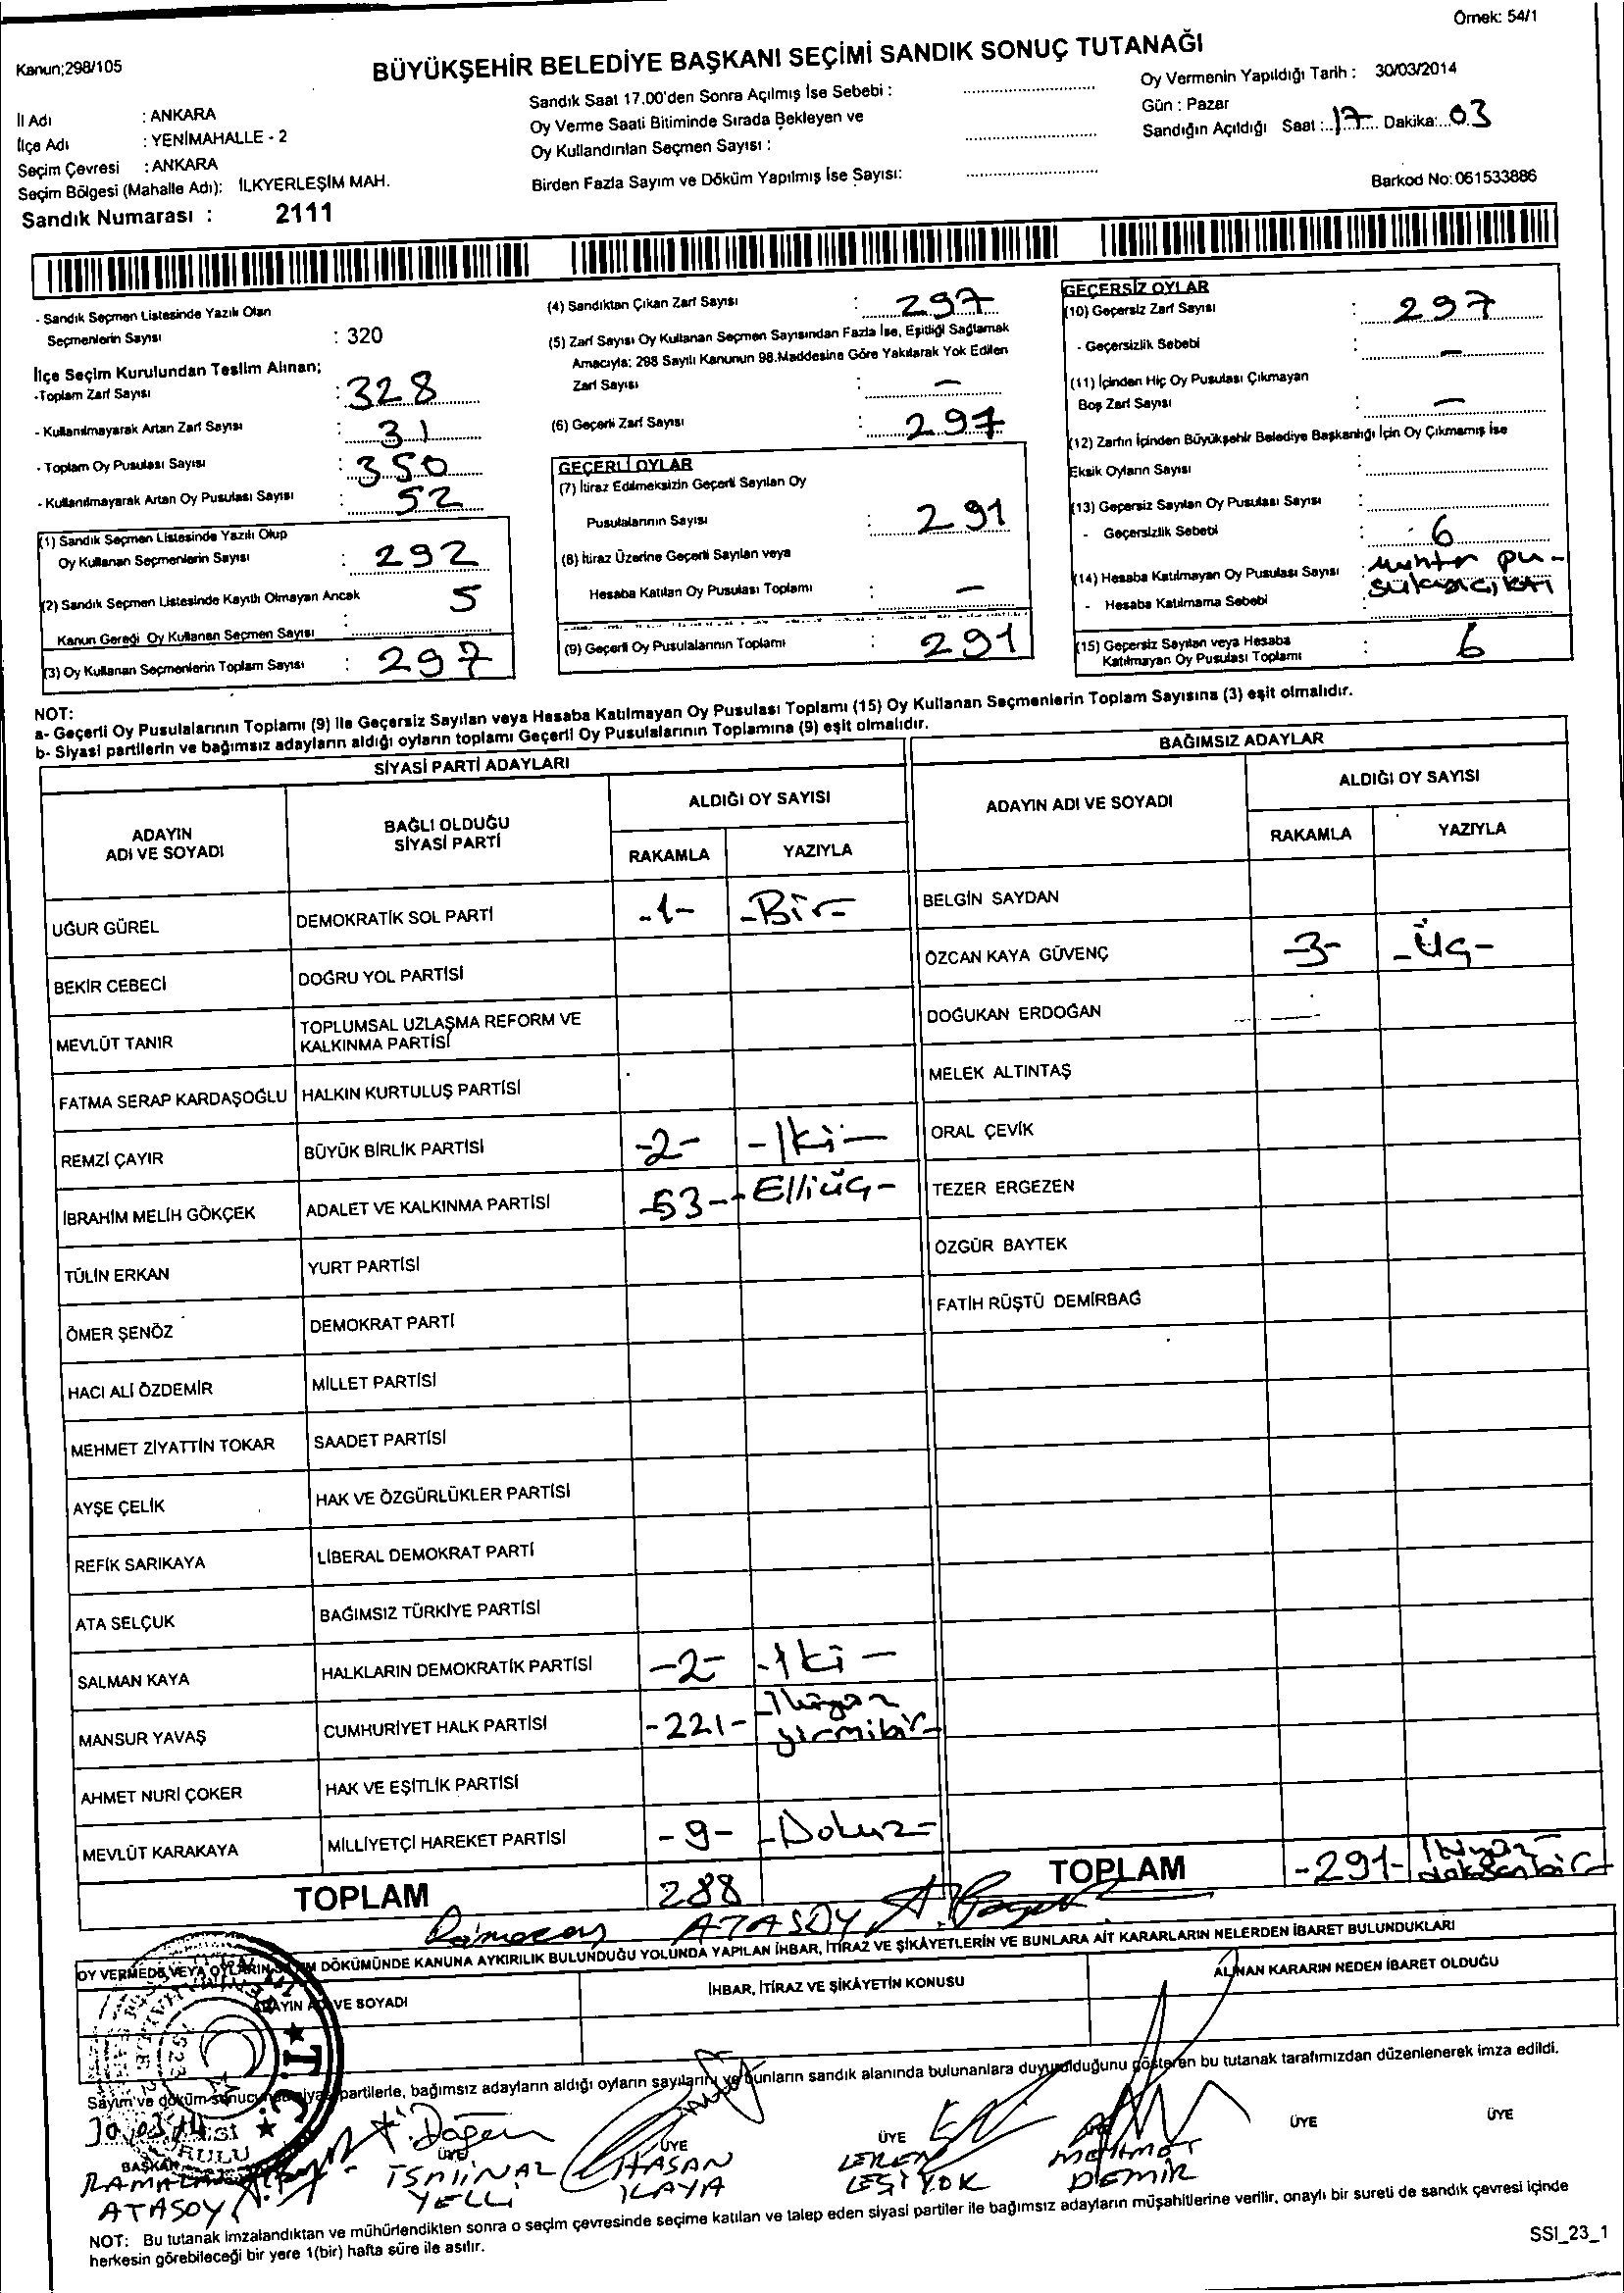 Örnek: 54/1
Kanun;298/105
BÜYÜKŞEHİR BELEDİYE BAŞKANI SEÇİMİ SANDIK SONUÇ TUTANAĞI
İl Adı : ANKARA
İlçe Adı : YENİMAHALLE - 2
Seçim Çevresi : ANKARA
Seçim Bölgesi (Mahalle Adı); İLKYERLEŞİM MAH.
Sandık Numarası : 2111
Sandık Saat 17.00'den Sonra Açılmış İse Sebebi :
Oy Verme Saati Bitiminde Sırada Bekleyen ve
Oy Kullandırılan Seçmen Sayısı :
Birden Fazla Sayım ve Döküm Yapılmış İse Sayısı:
Oy Vermenin Yapıldığı Tarih : 30/03/2014
Gün : Pazar
Sandığın Açıldığı Saat : 17 Dakika: 03
Barkod No: 061533886
- Sandık Seçmen Listesinde Yazılı Olan
Seçmenlerin Sayısı : 320
İlçe Seçim Kurulundan Teslim Alınan;
-Toplam Zarf Sayısı : 328
- Kullanılmayarak Artan Zarf Sayısı : 31
- Toplam Oy Pusulası Sayısı : 350
- Kullanılmayarak Artan Oy Pusulası Sayısı : 52
(1) Sandık Seçmen Listesinde Yazılı Olup
Oy Kullanan Seçmenlerin Sayısı : 292
(2) Sandık Seçmen Listesinde Kayıtlı Olmayan Ancak
Kanun Gereği Oy Kullanan Seçmen Sayısı : 5
(3) Oy Kullanan Seçmenlerin Toplam Sayısı : 297
(4) Sandıktan Çıkan Zarf Sayısı : 297
(5) Zarf Sayısı Oy Kullanan Seçmen Sayısından Fazla İse, Eşitliği Sağlamak
Amacıyla; 298 Sayılı Kanunun 98.Maddesine Göre Yakılarak Yok Edilen
Zarf Sayısı : -
(6) Geçerli Zarf Sayısı : 297
GEÇERLİ OYLAR
(7) İtiraz Edilmeksizin Geçerli Sayılan Oy
Pusulalarının Sayısı : 291
(8) İtiraz Üzerine Geçerli Sayılan veya
Hesaba Katılan Oy Pusulası Toplamı : -
(9) Geçerli Oy Pusulalarının Toplamı : 291
GEÇERSİZ OYLAR
(10) Geçersiz Zarf Sayısı : 297
- Geçersizlik Sebebi : -
(11) İçinden Hiç Oy Pusulası Çıkmayan
Boş Zarf Sayısı : -
(12) Zarfın İçinden Büyükşehir Belediye Başkanlığı İçin Oy Çıkmamış İse
Eksik Oyların Sayısı :
(13) Geçersiz Sayılan Oy Pusulası Sayısı :
- Geçersizlik Sebebi : 6
(14) Hesaba Katılmayan Oy Pusulası Sayısı : Muhtar pu-
- Hesaba Katılmama Sebebi sulası çıktı
(15) Geçersiz Sayılan veya Hesaba
Katılmayan Oy Pusulası Toplamı : 6
NOT:
a- Geçerli Oy Pusulalarının Toplamı (9) ile Geçersiz Sayılan veya Hesaba Katılmayan Oy Pusulası Toplamı (15) Oy Kullanan Seçmenlerin Toplam Sayısına (3) eşit olmalıdır.
b- Siyasi partilerin ve bağımsız adayların aldığı oyların toplamı Geçerli Oy Pusulalarının Toplamına (9) eşit olmalıdır.
SİYASİ PARTİ ADAYLARI
ADAYIN ADI VE SOYADI BAĞLI OLDUĞU SİYASİ PARTİ ALDIĞI OY SAYISI
RAKAMLA YAZIYLA
UĞUR GÜREL DEMOKRATİK SOL PARTİ -1- -Bir-
BEKİR CEBECİ DOĞRU YOL PARTİSİ
MEVLÜT TANIR TOPLUMSAL UZLAŞMA REFORM VE
KALKINMA PARTİSİ
FATMA SERAP KARDAŞOĞLU HALKIN KURTULUŞ PARTİSİ
REMZİ ÇAYIR BÜYÜK BİRLİK PARTİSİ -2- -İki-
İBRAHİM MELİH GÖKÇEK ADALET VE KALKINMA PARTİSİ -53- -Elliüç-
TÜLİN ERKAN YURT PARTİSİ
ÖMER ŞENÖZ DEMOKRAT PARTİ
HACI ALİ ÖZDEMİR MİLLET PARTİSİ
MEHMET ZİYATTİN TOKAR SAADET PARTİSİ
AYŞE ÇELİK HAK VE ÖZGÜRLÜKLER PARTİSİ
REFİK SARIKAYA LİBERAL DEMOKRAT PARTİ
ATA SELÇUK BAĞIMSIZ TÜRKİYE PARTİSİ
SALMAN KAYA HALKLARIN DEMOKRATİK PARTİSİ -2- -İki-
MANSUR YAVAŞ CUMHURİYET HALK PARTİSİ -221- -İkiyüz
yirmibir-
AHMET NURİ ÇOKER HAK VE EŞİTLİK PARTİSİ
MEVLÜT KARAKAYA MİLLİYETÇİ HAREKET PARTİSİ -9- -Dokuz-
TOPLAM 288
BAĞIMSIZ ADAYLAR
ADAYIN ADI VE SOYADI ALDIĞI OY SAYISI
RAKAMLA YAZIYLA
BELGİN SAYDAN
ÖZCAN KAYA GÜVENÇ -3- -Üç-
DOĞUKAN ERDOĞAN
MELEK ALTINTAŞ
ORAL ÇEVİK
TEZER ERGEZEN
ÖZGÜR BAYTEK
FATİH RÜŞTÜ DEMİRBAĞ
TOPLAM -291- İkiyüz-
doksanbir
Ramazan ATASOY
OY VERMEDE VEYA OYLARIN DÖKÜMÜNDE KANUNA AYKIRILIK BULUNDUĞU YOLUNDA YAPILAN İHBAR, İTİRAZ VE ŞİKÂYETLERİN VE BUNLARA AİT KARARLARIN NELERDEN İBARET BULUNDUKLARI
ADAYIN ADI VE SOYADI İHBAR, İTİRAZ VE ŞİKÂYETİN KONUSU ALINAN KARARIN NEDEN İBARET OLDUĞU
T.C.
Sayım ve döküm sonucunda siyasi partilerle, bağımsız adayların aldığı oyların sayılarını ve bunların sandık alanında bulunanlara duyurulduğunu gösteren bu tutanak tarafımızdan düzenlenerek imza edildi.
BAŞKAN ÜYE ÜYE ÜYE ÜYE ÜYE
RAMAZAN ATASOY
YELLİ
HASAN KAYA
MEHMET DEMİR
NOT: Bu tutanak imzalandıktan ve mühürlendikten sonra o seçim çevresinde seçime katılan ve talep eden siyasi partiler ile bağımsız adayların müşahitlerine verilir, onaylı bir sureti de sandık çevresi içinde
herkesin görebileceği bir yere 1(bir) hafta süre ile asılır.
SSI_23_1